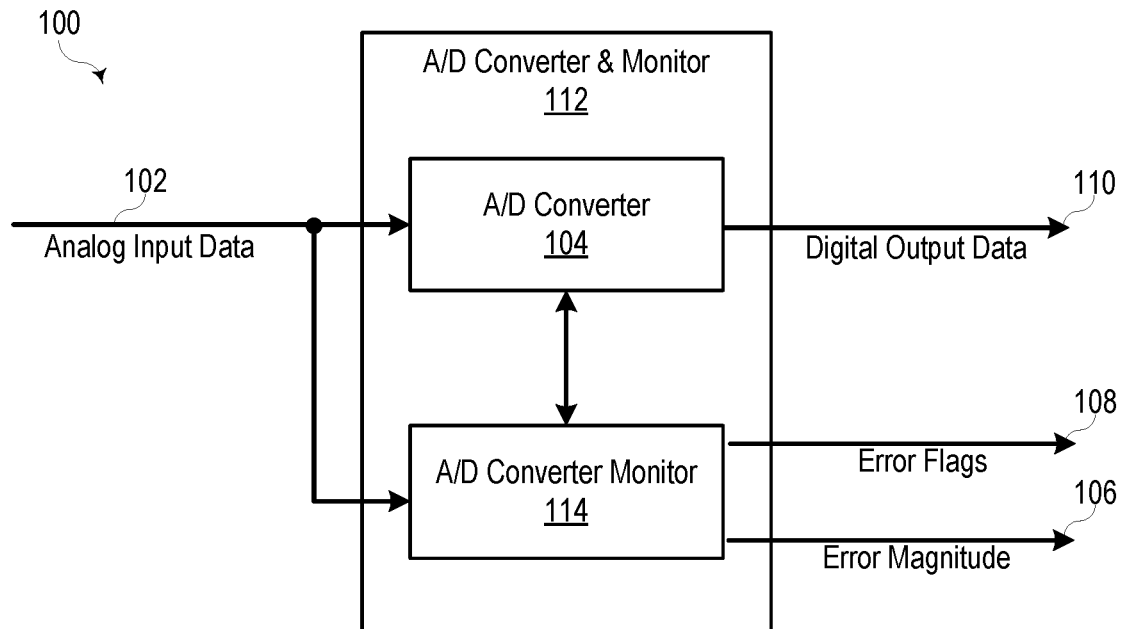 100
A/D Converter & Monitor
112
102
Analog Input Data
A/D Converter
104
110
Digital Output Data
108
Error Flags
A/D Converter Monitor
114
106
Error Magnitude